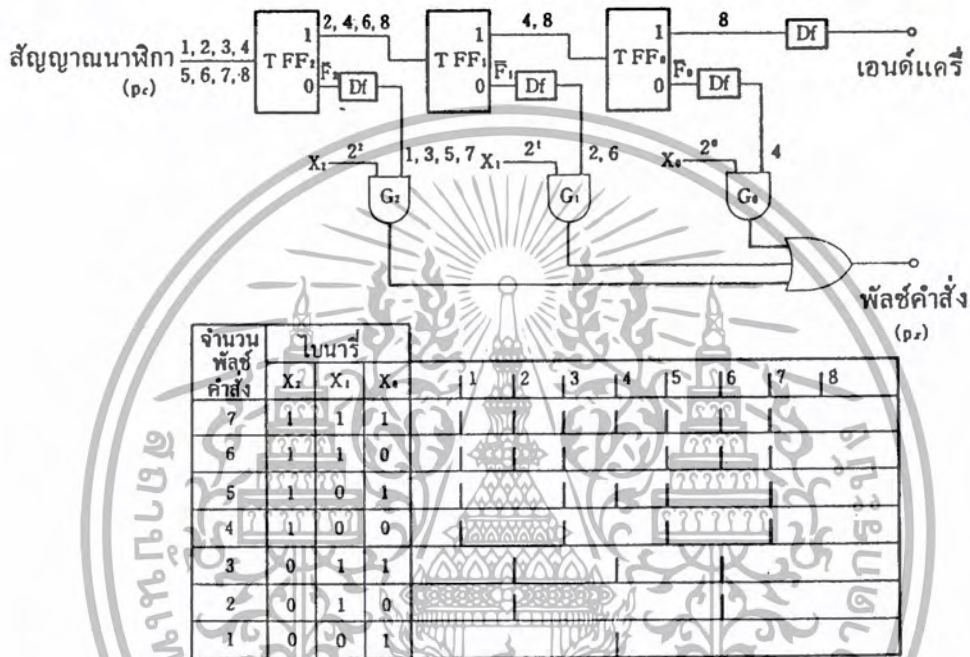 สัญญาณนาฬิกา
(pc)
1, 2, 3, 4
5, 6, 7, 8
T FF₂
1
0
2, 4, 6, 8
F̅₂
Df
T FF₁
1
0
4, 8
F̅₁
Df
T FF₀
1
0
8
F̅₀
Df
Df
เอนด์แครี่
X₂
2²
1, 3, 5, 7
G₂
X₁
2¹
2, 6
G₁
X₀
2⁰
4
G₀
พัลซ์คำสั่ง
(px)
จำนวน พัลซ์ คำสั่ง ไบนารี่
X₂ X₁ X₀ 1 2 3 4 5 6 7 8
7 1 1 1
6 1 1 0
5 1 0 1
4 1 0 0
3 0 1 1
2 0 1 0
1 0 0 1